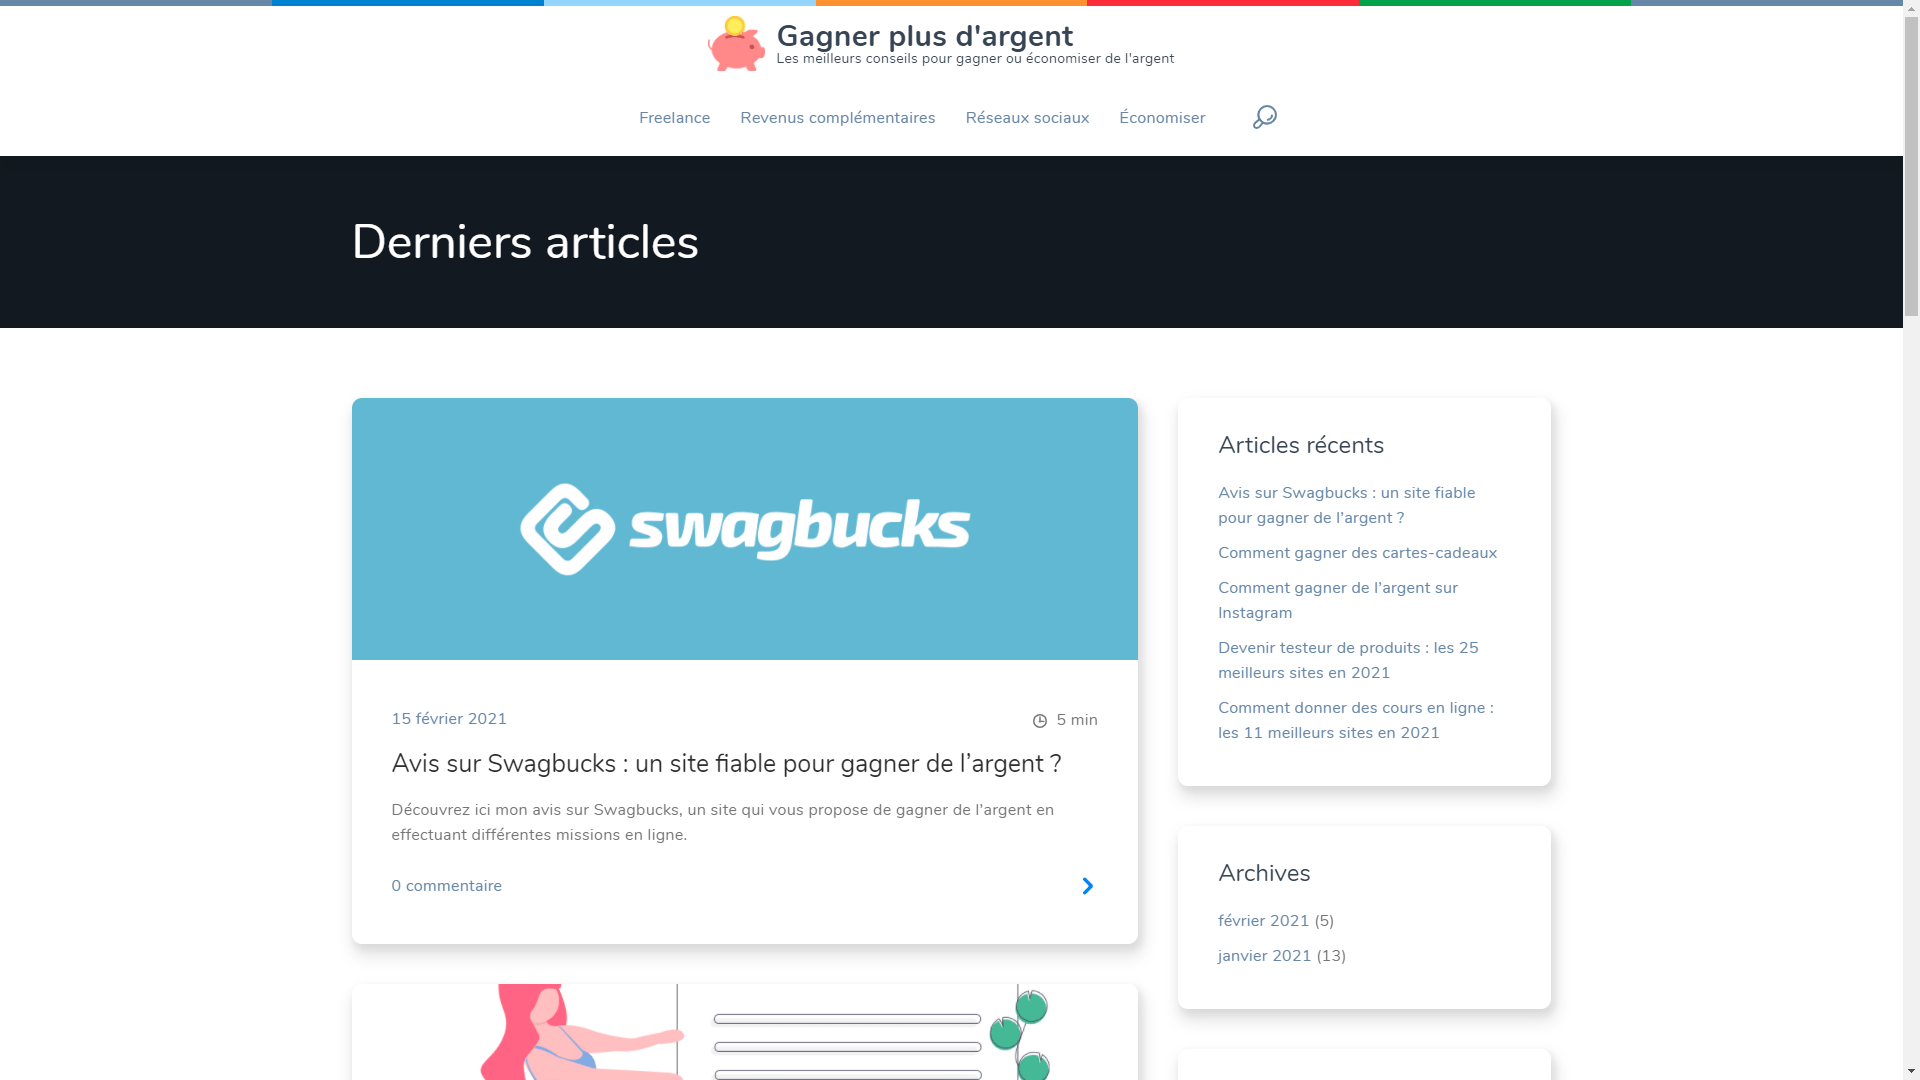 Gagner plus d'argent
Les meilleurs conseils pour gagner ou économiser de l'argent
Freelance
Revenus complémentaires
Réseaux sociaux
Économiser
Derniers articles
swagbucks
15 février 2021
5 min
Avis sur Swagbucks : un site fiable pour gagner de l’argent ?
Découvrez ici mon avis sur Swagbucks, un site qui vous propose de gagner de l'argent en
effectuant différentes missions en ligne.
0 commentaire
Articles récents
Avis sur Swagbucks : un site fiable
pour gagner de l'argent ?
Comment gagner des cartes-cadeaux
Comment gagner de l'argent sur
Instagram
Devenir testeur de produits : les 25
meilleurs sites en 2021
Comment donner des cours en ligne :
les 11 meilleurs sites en 2021
Archives
février 2021 (5)
janvier 2021 (13)